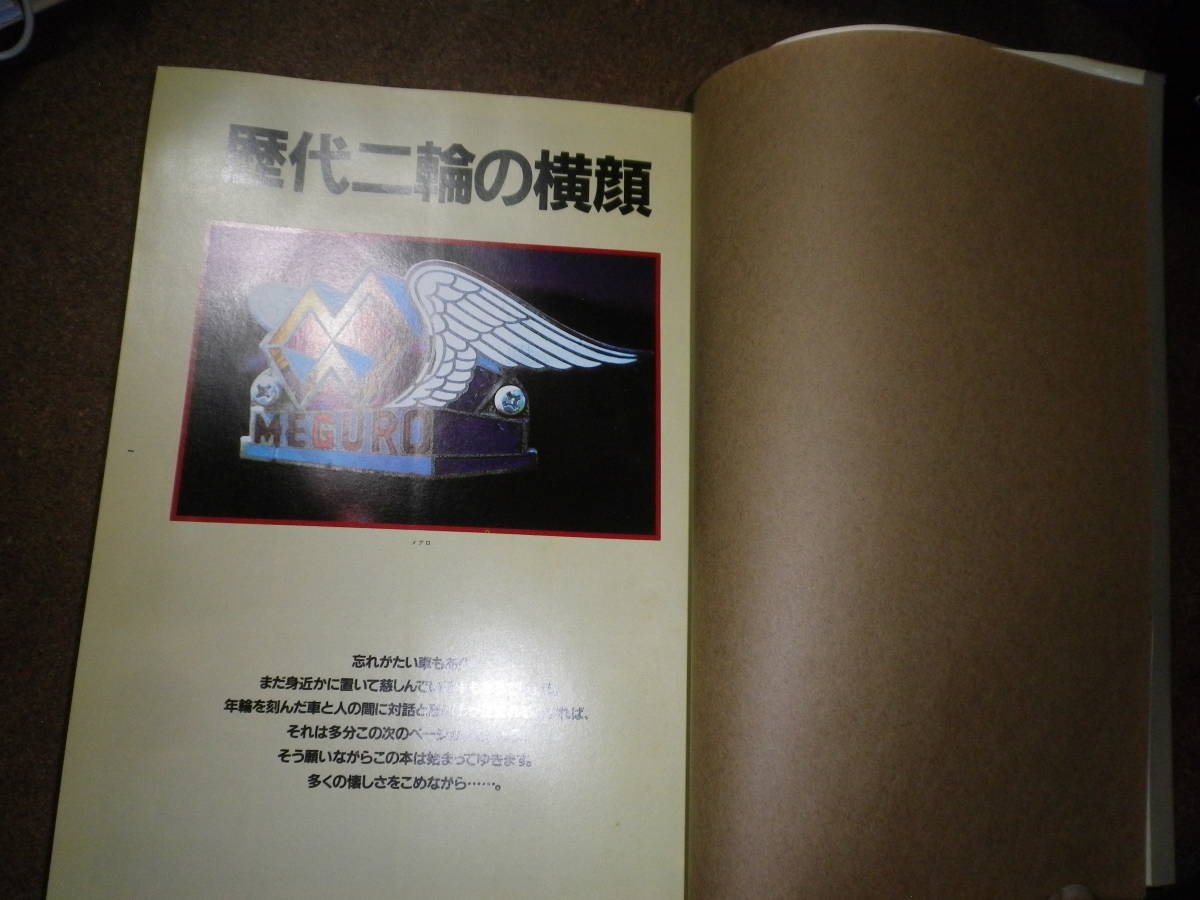 歴代二輪の横顔
MEGURO
メグロ
忘れがたい車もあ
まだ身近かに置いて慈しんでい
年輪を刻んだ車と人の間に対話と れば、
それは多分この次のページ
そう願いながらこの本は始まってゆきます。
多くの懐しさをこめながら……。